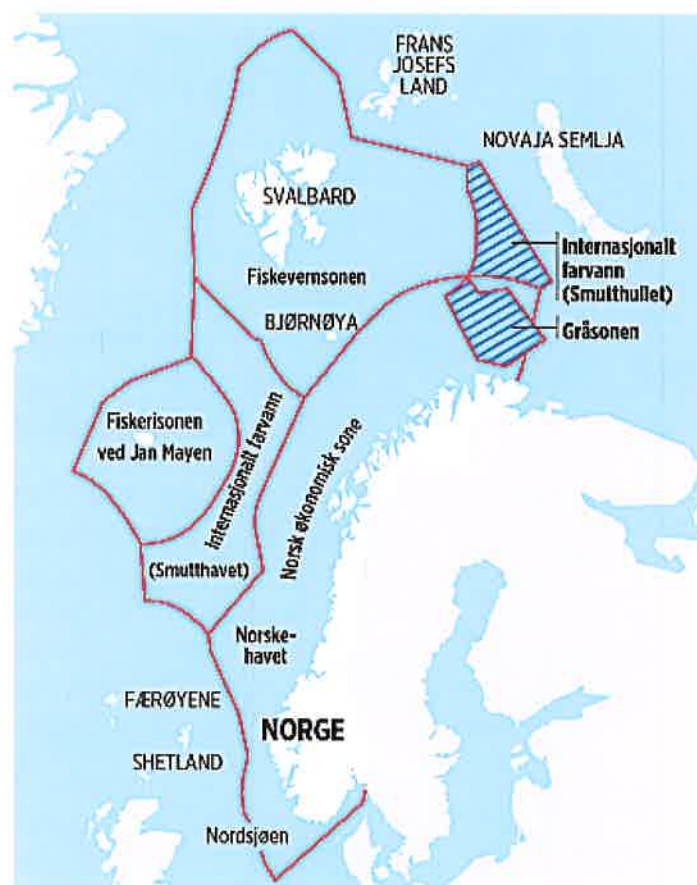 FRANS
JOSEFS
LAND
NOVAJA SEMLJA
SVALBARD
Internasjonalt
farvann
(Smutthullet)
Fiskevernsonen
BJØRNØYA
Gråsonen
Fiskerisonen
ved Jan Mayen
Internasjonalt farvann
(Smutthavet)
Norsk økonomisk sone
Norske-
havet
FÆRØYENE
NORGE
SHETLAND
Nordsjøen